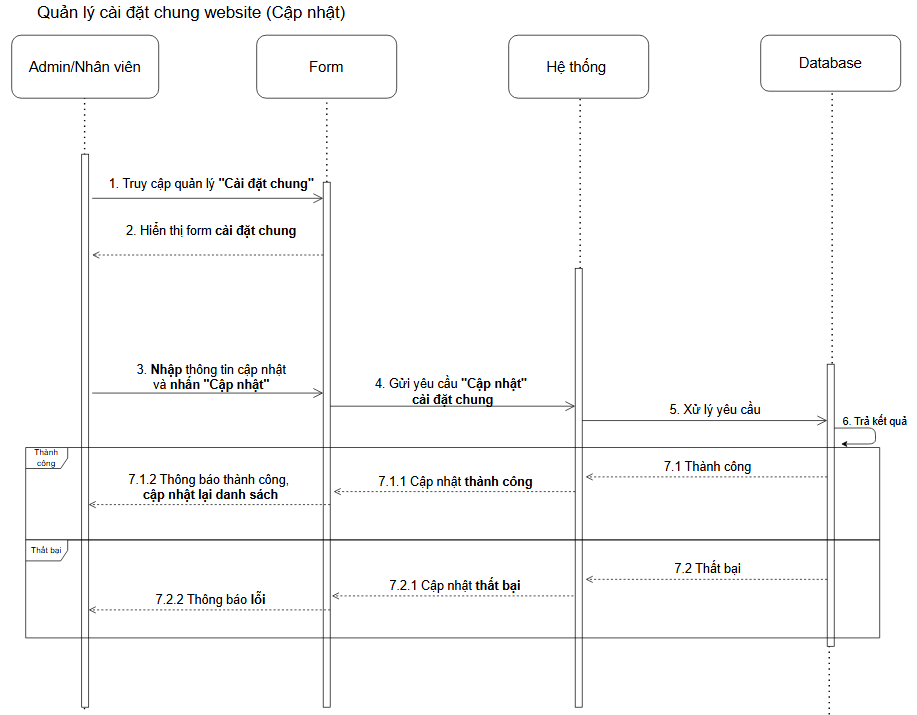 Quản lý cài đặt chung website (Cập nhật)
Admin/Nhân viên
Form
Hệ thống
Database
1. Truy cập quản lý "Cài đặt chung"
2. Hiển thị form cài đặt chung
3. Nhập thông tin cập nhật
và nhấn "Cập nhật"
4. Gửi yêu cầu "Cập nhật"
cài đặt chung
5. Xử lý yêu cầu
6. Trả kết quả
Thành
công
7.1 Thành công
7.1.1 Cập nhật thành công
7.1.2 Thông báo thành công,
cập nhật lại danh sách
Thất bại
7.2 Thất bại
7.2.1 Cập nhật thất bại
7.2.2 Thông báo lỗi